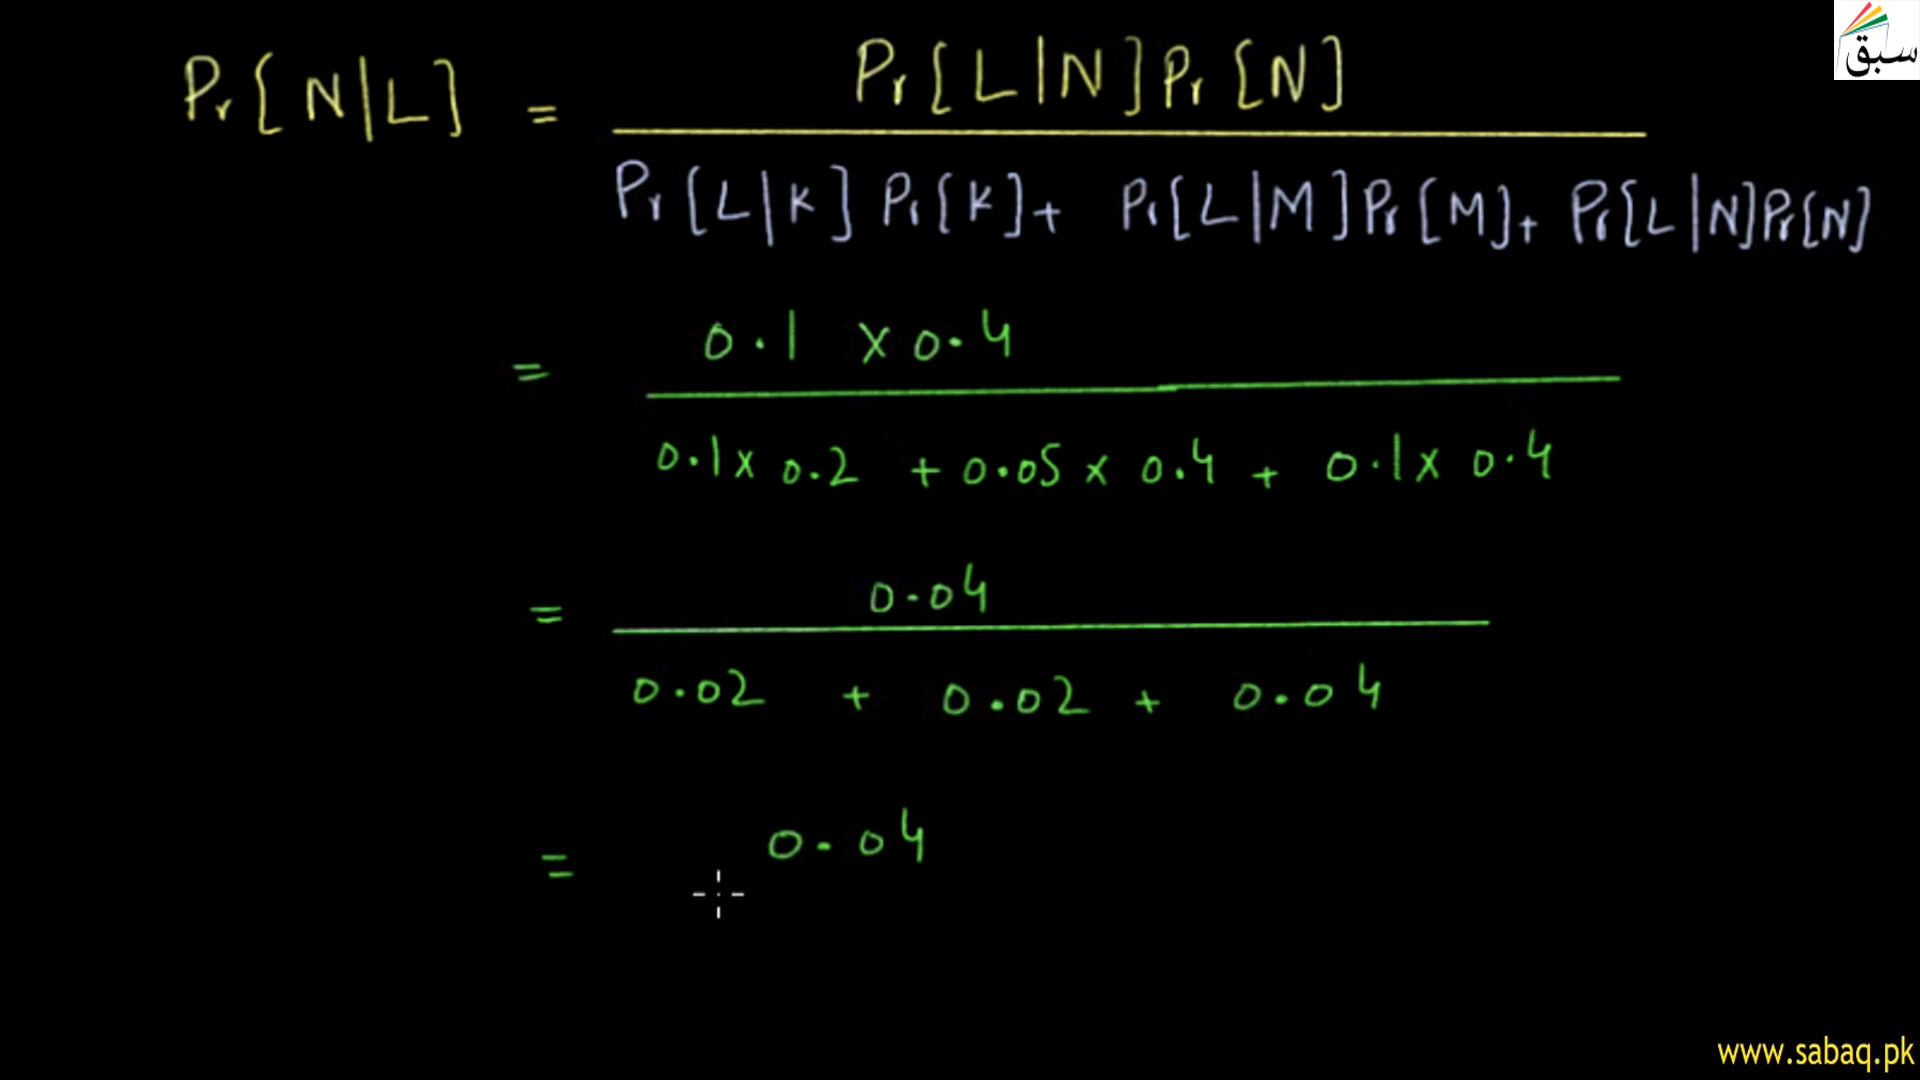 سبق
Pr[N|L] = Pr[L|N]Pr[N]
Pr[L|K] Pr[K] + Pr[L|M]Pr[M] + Pr[L|N]Pr[N]
= 0.1 x 0.4
0.1 x 0.2 + 0.05 x 0.4 + 0.1 x 0.4
= 0.04
0.02 + 0.02 + 0.04
= 0.04
www.sabaq.pk